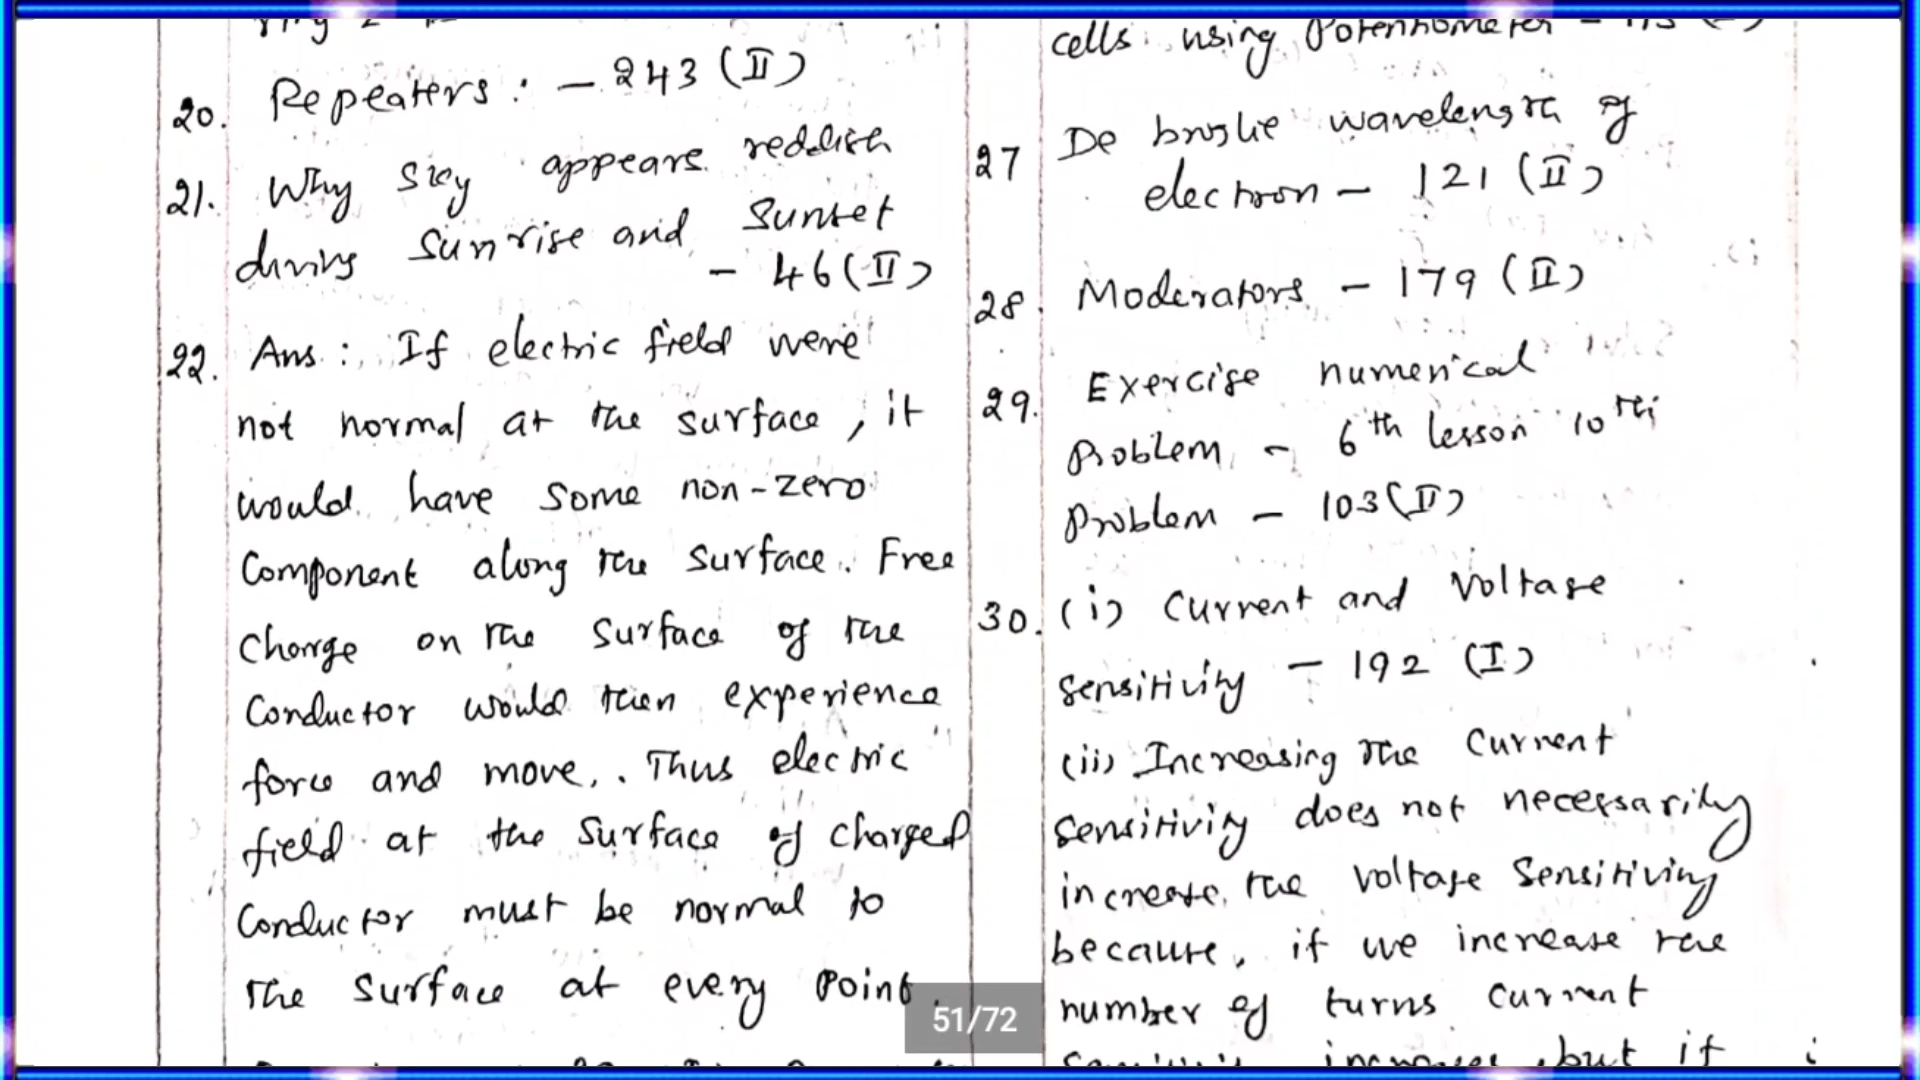 20. Repeaters : - 243 (II)
21. Why sky appears reddish
during sunrise and sunset
- 46 (II)
22. Ans : If electric field were
not normal at the surface, it
would have some non-zero
component along the surface. Free
charge on the surface of the
conductor would then experience
force and move. Thus electric
field at the surface of charged
conductor must be normal to
the surface at every point.
cells using Potentiometer -
27 De broglie wavelength of
electron - 121 (II)
28. Moderators - 179 (II)
29. Exercise numerical
Problem - 6th lesson 10th
Problem - 103 (II)
30. (i) Current and Voltage
sensitivity - 192 (I)
(ii) Increasing the current
sensitivity does not necessarily
increase the voltage sensitiving
because, if we increase the
number of turns current
increases but if
51/72